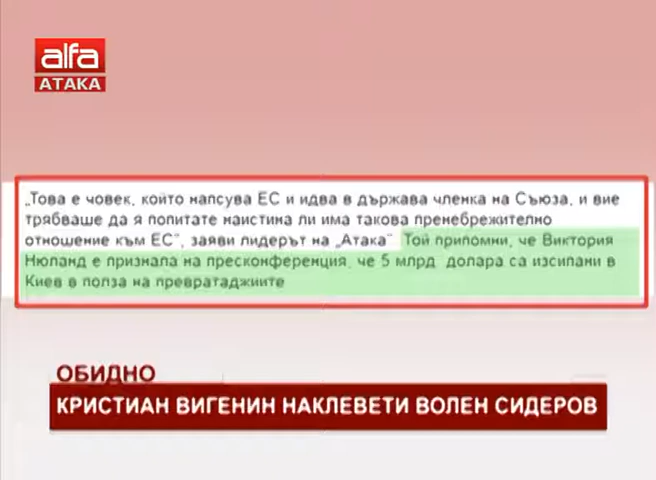 alfa
АТАКА
„Това е човек, който напсува ЕС и идва в държава членка на Съюза, и вие
трябваше да я попитате наистина ли има такова пренебрежително
отношение към ЕС“, заяви лидерът на „Атака“ Той припомни, че Виктория
Нюланд е признала на пресконференция, че 5 млрд долара са изсипани в
Киев в полза на превратаджиите
ОБИДНО
КРИСТИАН ВИГЕНИН НАКЛЕВЕТИ ВОЛЕН СИДЕРОВ